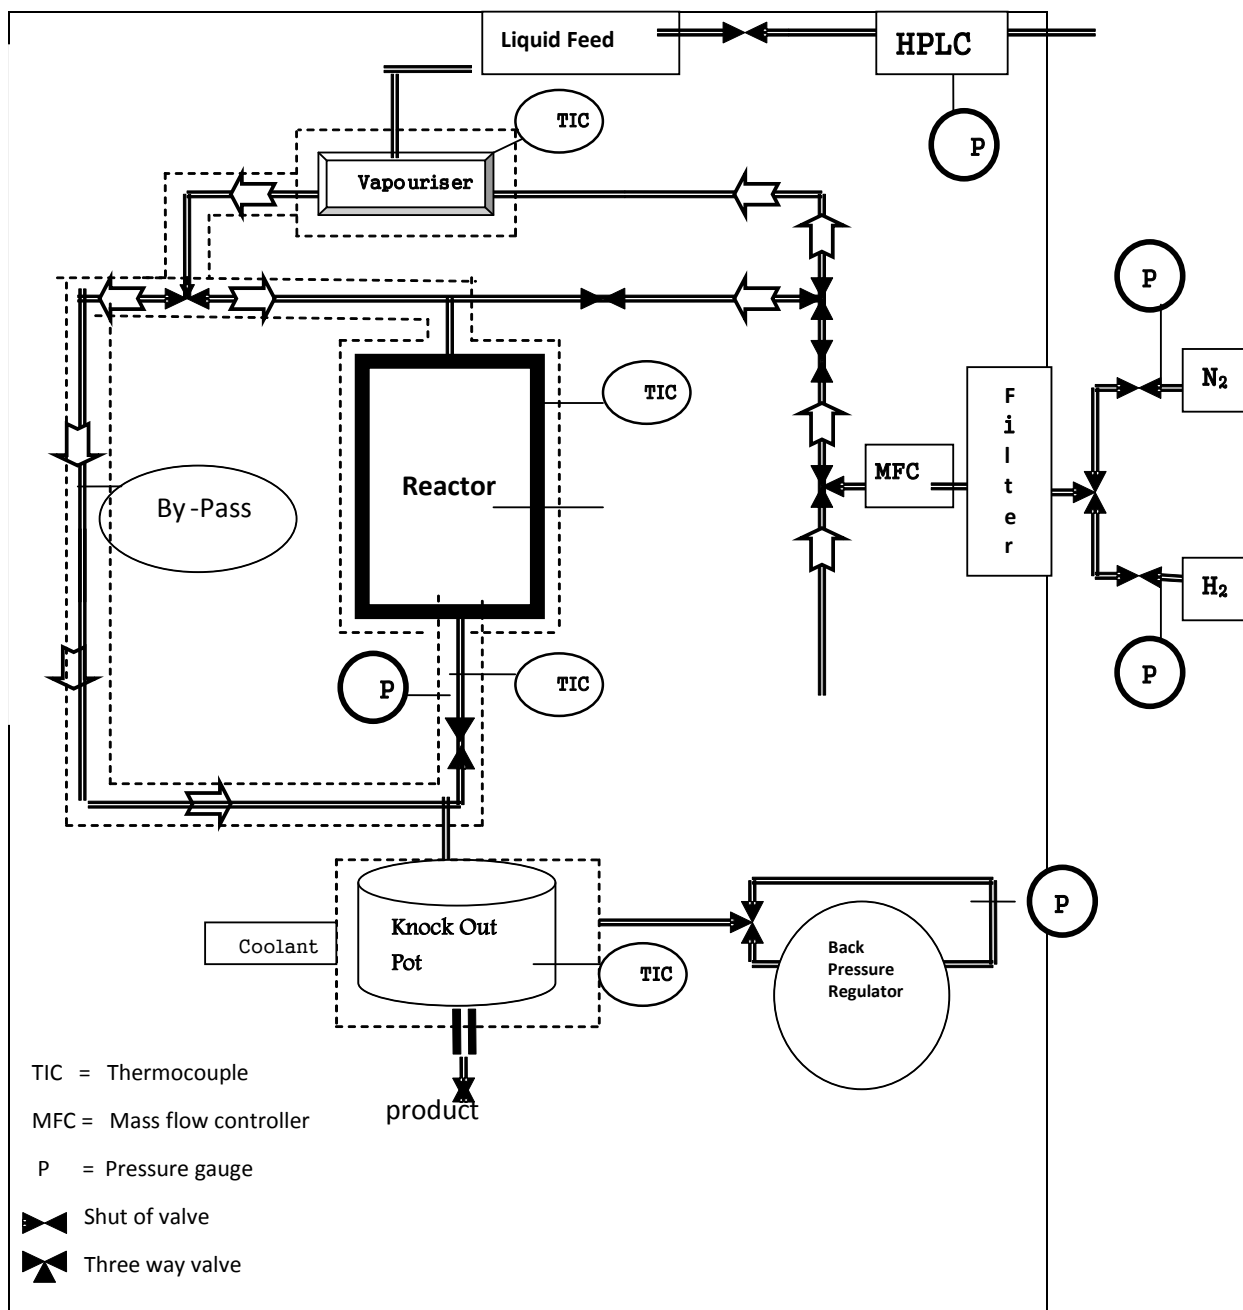 Liquid Feed
HPLC
P
TIC
Vapouriser
P
N₂
TIC
Filter
MFC
Reactor
By-Pass
H₂
P
TIC
P
P
Knock Out
Pot
Coolant
TIC
Back
Pressure
Regulator
TIC = Thermocouple
MFC = Mass flow controller
P = Pressure gauge
Shut of valve
Three way valve
product